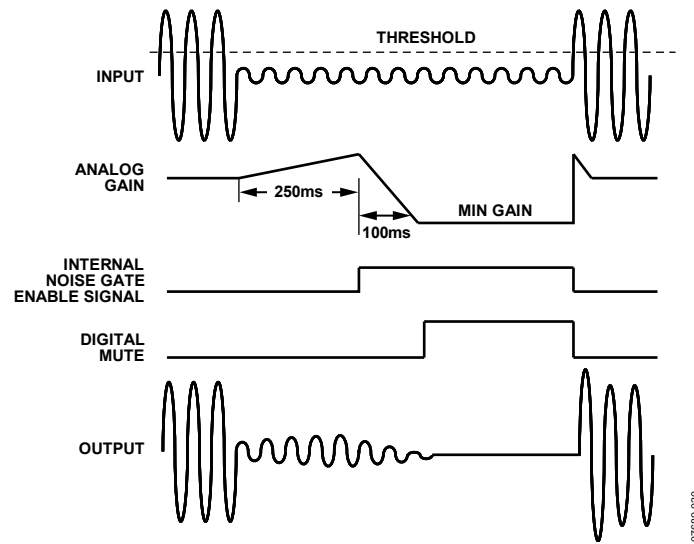 THRESHOLD
INPUT
ANALOG
GAIN
250ms
100ms
MIN GAIN
INTERNAL
NOISE GATE
ENABLE SIGNAL
DIGITAL
MUTE
OUTPUT